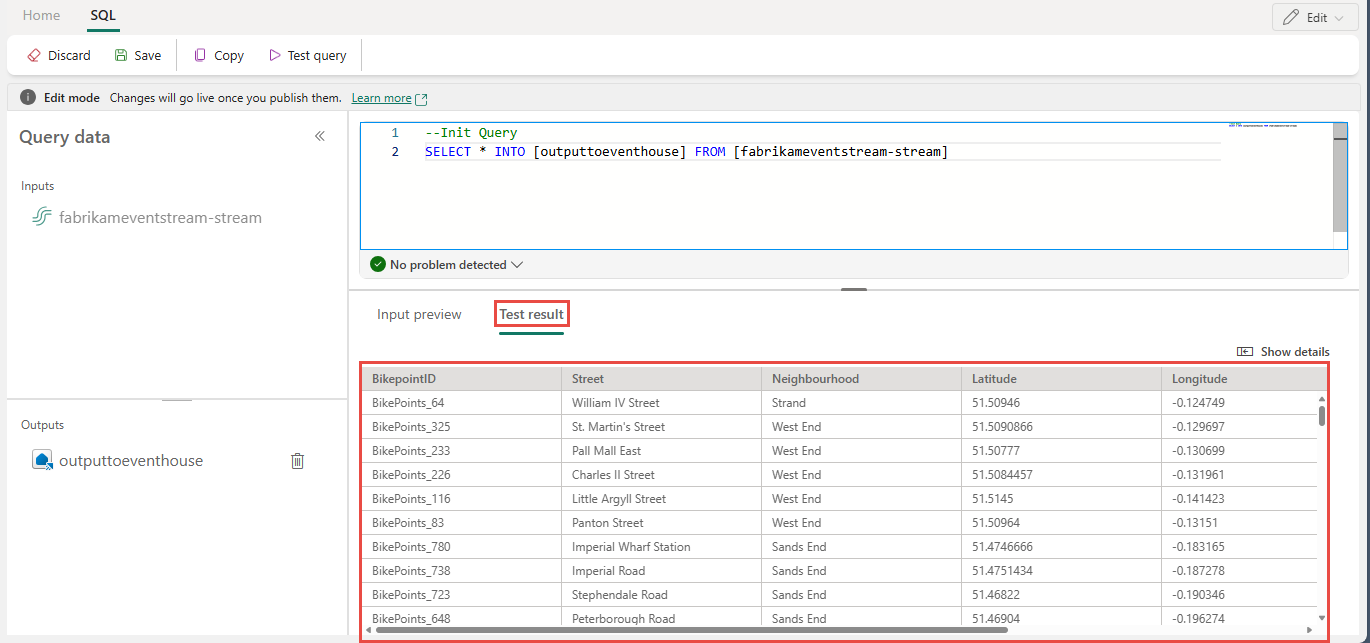 Home SQL Edit
Discard Save Copy Test query
Edit mode Changes will go live once you publish them. Learn more
Query data
Inputs
fabrikameventstream-stream
Outputs
outputtoeventhouse
1 --Init Query
2 SELECT * INTO [outputtoeventhouse] FROM [fabrikameventstream-stream]
No problem detected
Input preview Test result
Show details
BikepointID Street Neighbourhood Latitude Longitude
BikePoints_64 William IV Street Strand 51.50946 -0.124749
BikePoints_325 St. Martin's Street West End 51.5090866 -0.129697
BikePoints_233 Pall Mall East West End 51.50777 -0.130699
BikePoints_226 Charles II Street West End 51.5084457 -0.131961
BikePoints_116 Little Argyll Street West End 51.5145 -0.141423
BikePoints_83 Panton Street West End 51.50964 -0.13151
BikePoints_780 Imperial Wharf Station Sands End 51.4746666 -0.183165
BikePoints_738 Imperial Road Sands End 51.4751434 -0.187278
BikePoints_723 Stephendale Road Sands End 51.46822 -0.190346
BikePoints_648 Peterborough Road Sands End 51.46904 -0.196274